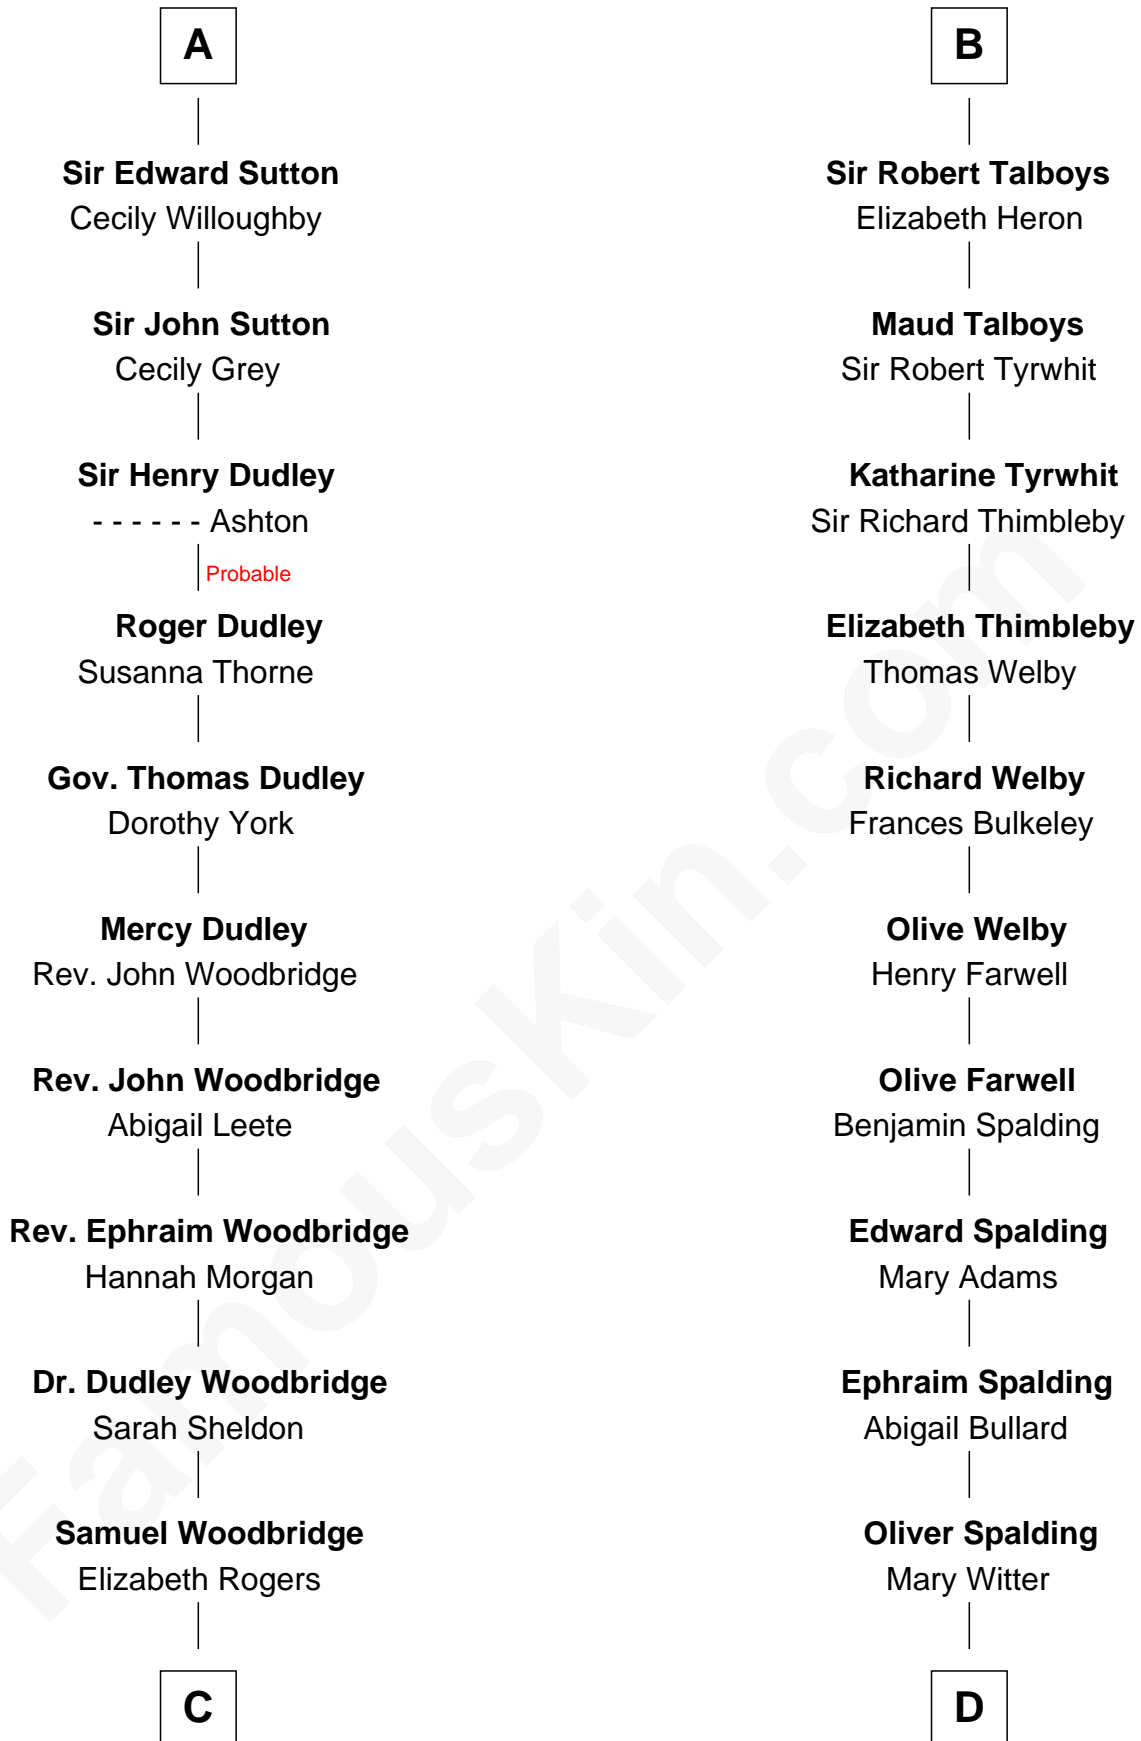 A
Sir Edward Sutton
Cecily Willoughby
Sir John Sutton
Cecily Grey
Sir Henry Dudley
- - - - - - Ashton
Probable
Roger Dudley
Susanna Thorne
Gov. Thomas Dudley
Dorothy York
Mercy Dudley
Rev. John Woodbridge
Rev. John Woodbridge
Abigail Leete
Rev. Ephraim Woodbridge
Hannah Morgan
Dr. Dudley Woodbridge
Sarah Sheldon
Samuel Woodbridge
Elizabeth Rogers
C
B
Sir Robert Talboys
Elizabeth Heron
Maud Talboys
Sir Robert Tyrwhit
Katharine Tyrwhit
Sir Richard Thimbleby
Elizabeth Thimbleby
Thomas Welby
Richard Welby
Frances Bulkeley
Olive Welby
Henry Farwell
Olive Farwell
Benjamin Spalding
Edward Spalding
Mary Adams
Ephraim Spalding
Abigail Bullard
Oliver Spalding
Mary Witter
D
FamousKin.com